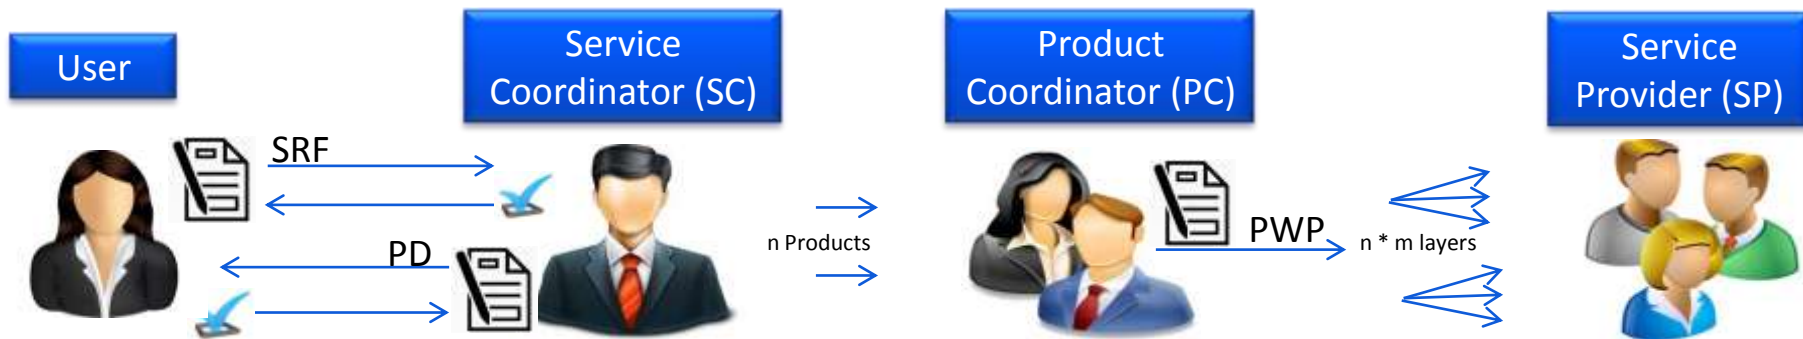 User
Service
Coordinator (SC)
Product
Coordinator (PC)
Service
Provider (SP)
SRF
PD
n Products
PWP
n * m layers